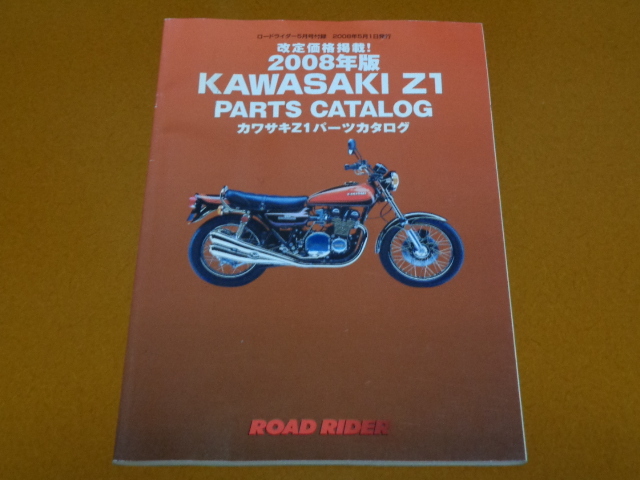 ロードライダー5月号付録 2008年5月1日発行
改定価格掲載!
2008年版
KAWASAKI Z1
PARTS CATALOG
カワサキZ1パーツカタログ
ROAD RIDER